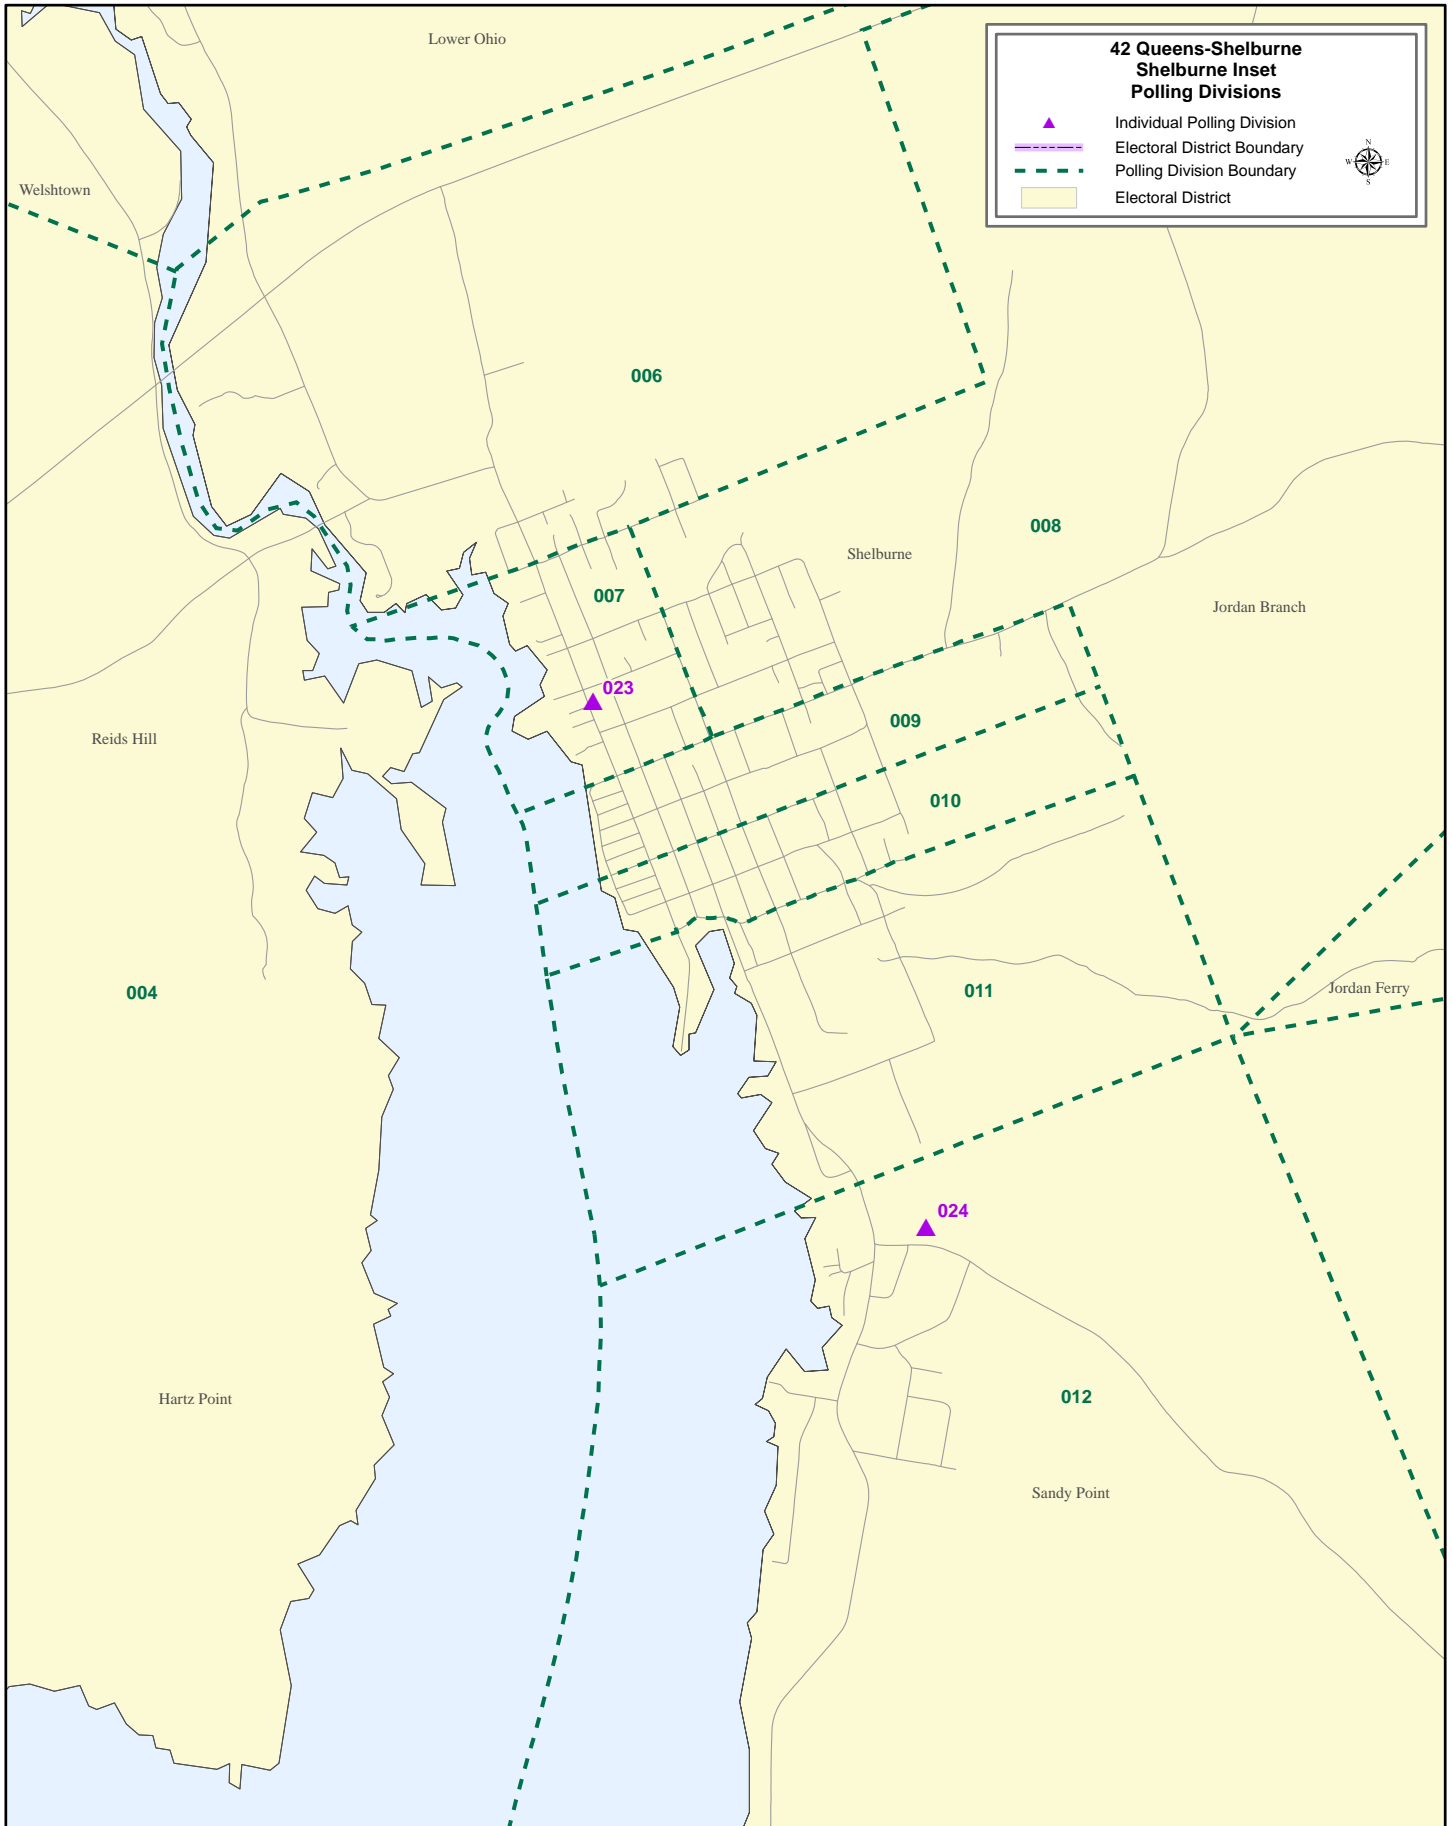 Lower Ohio
42 Queens-Shelburne
Shelburne Inset
Polling Divisions
Individual Polling Division
Electoral District Boundary
Polling Division Boundary
Electoral District
N
W E
S
Welshtown
006
008
Shelburne
007
Jordan Branch
023
009
Reids Hill
010
004
011
Jordan Ferry
024
Hartz Point
012
Sandy Point